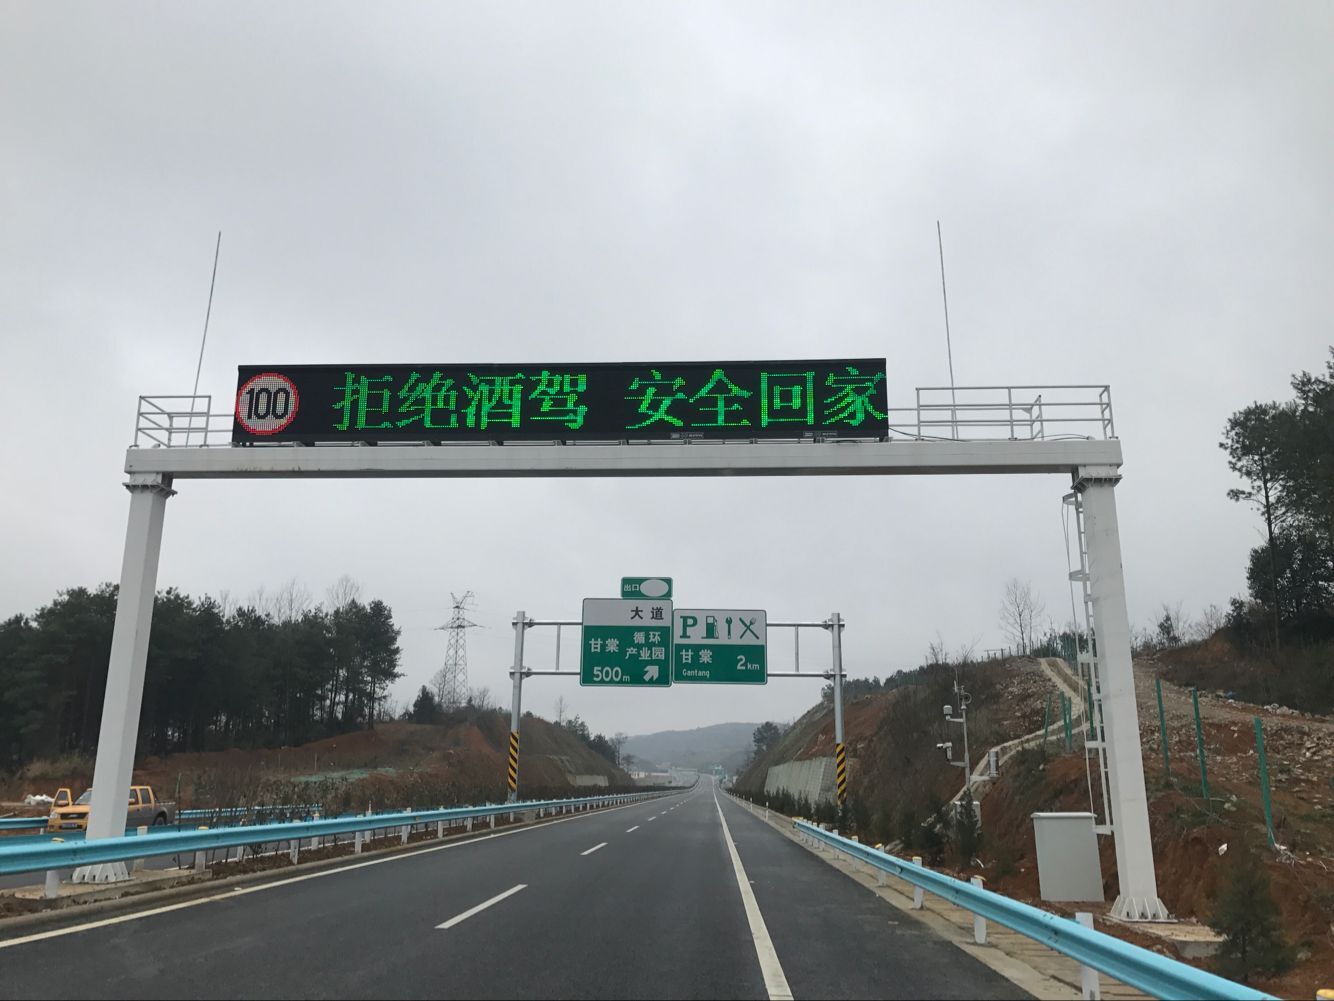 100 拒绝酒驾 安全回家
出口
大道
甘棠 循环
产业园
500m
P
甘棠 2km
Gantang